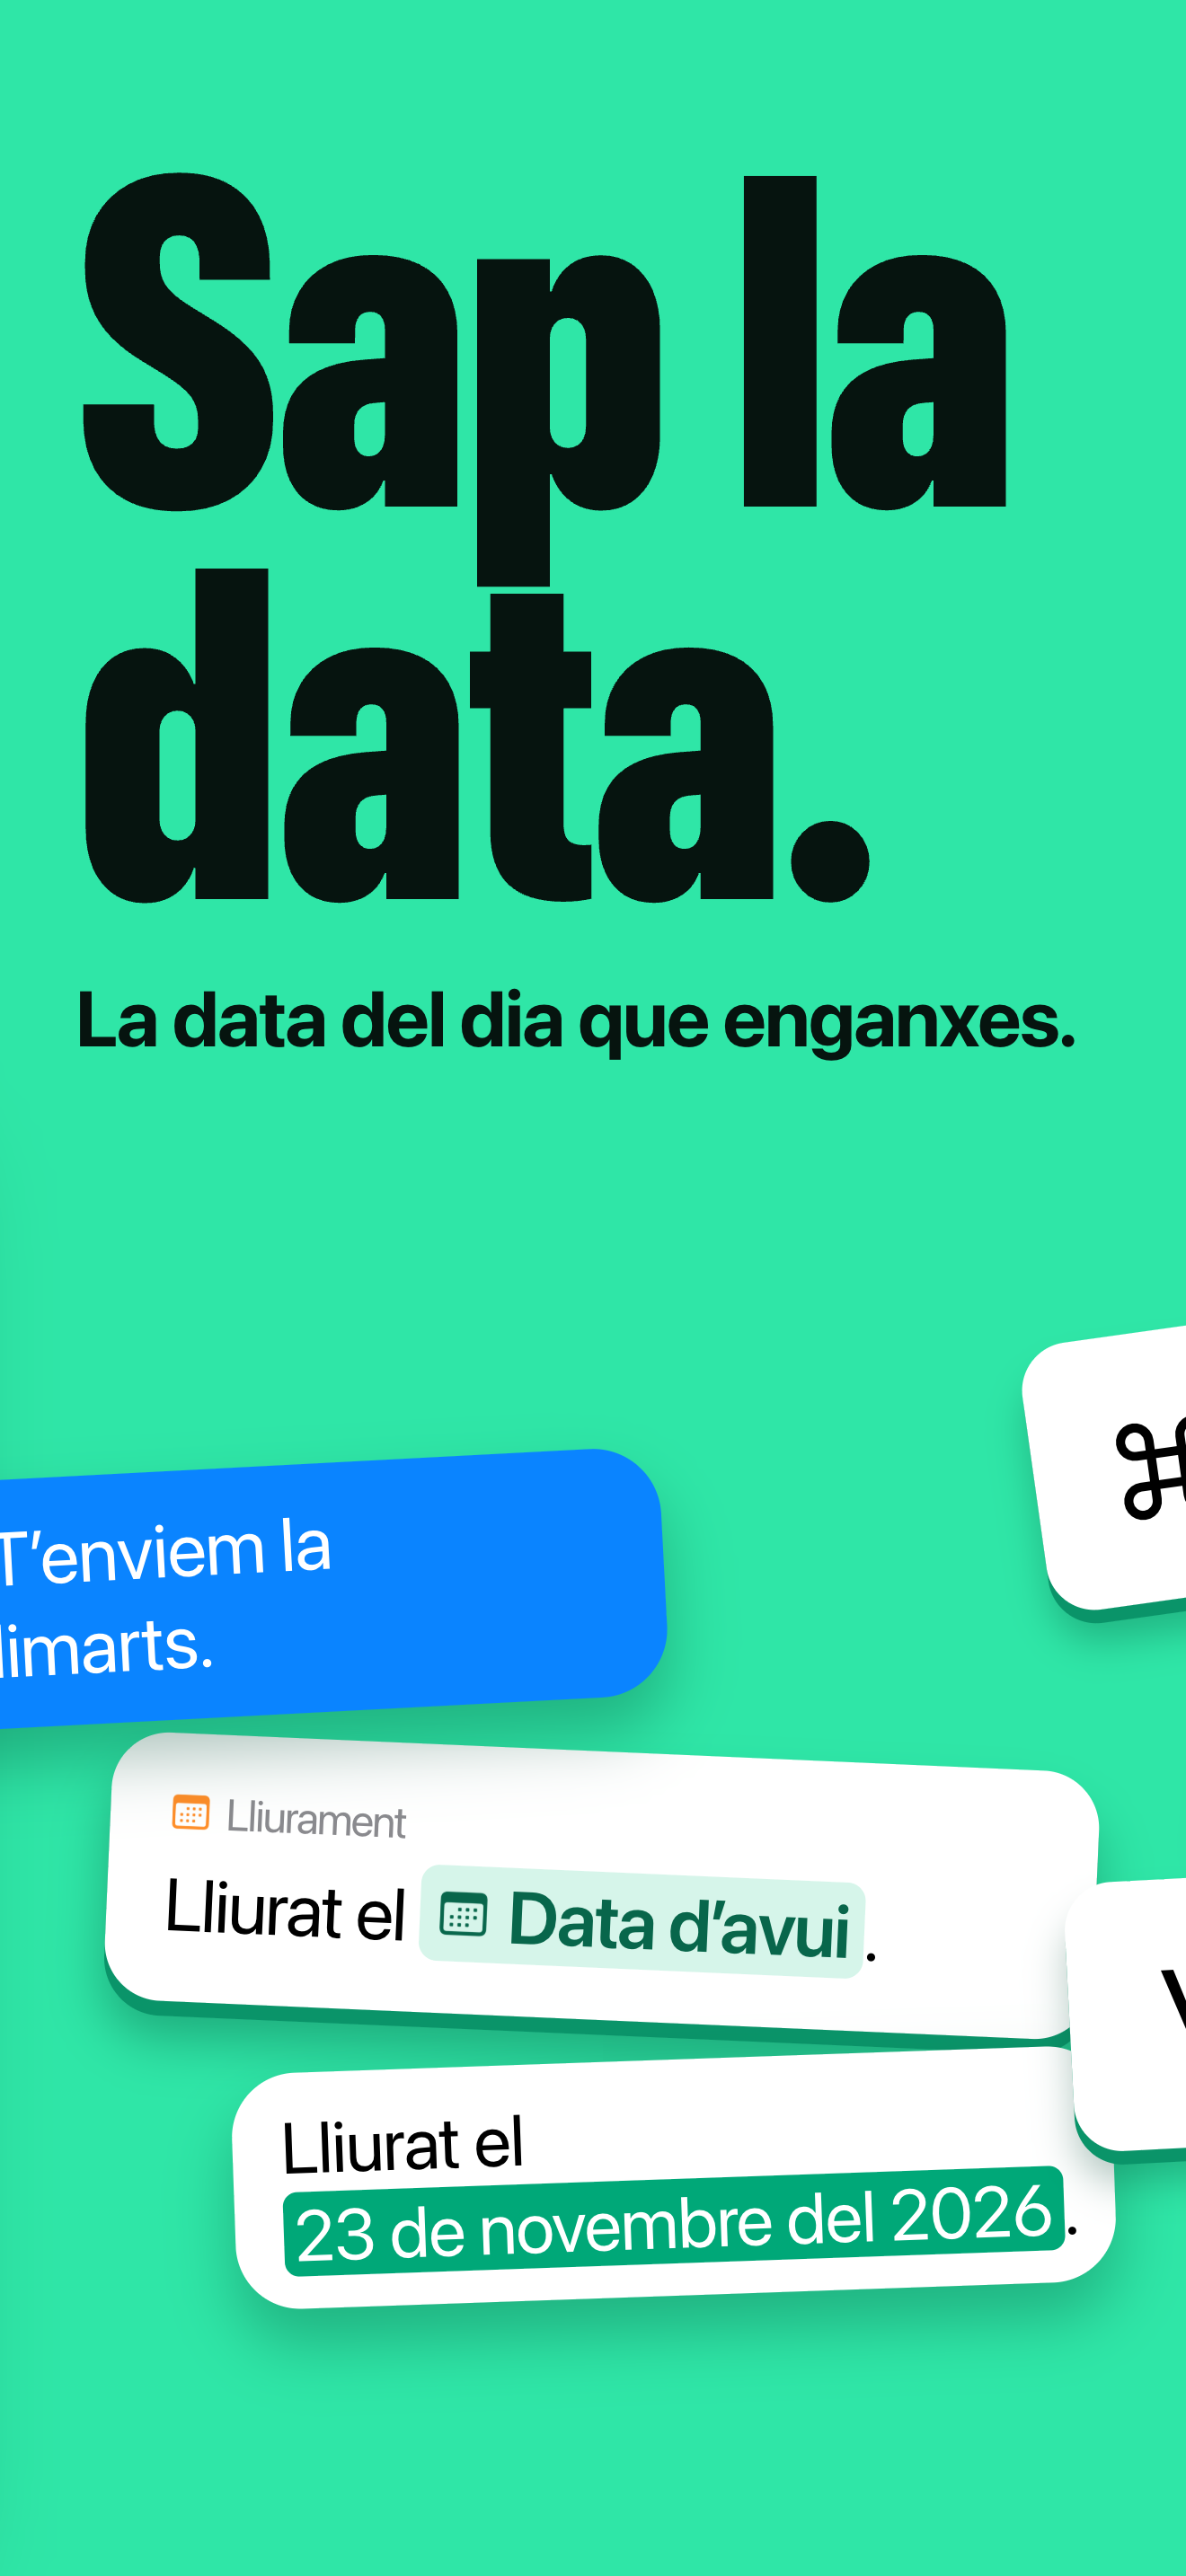 Sap la
data.
La data del dia que enganxes.
⌘
T’enviem la
dimarts.
Lliurament
Lliurat el Data d’avui.
Lliurat el
23 de novembre del 2026.